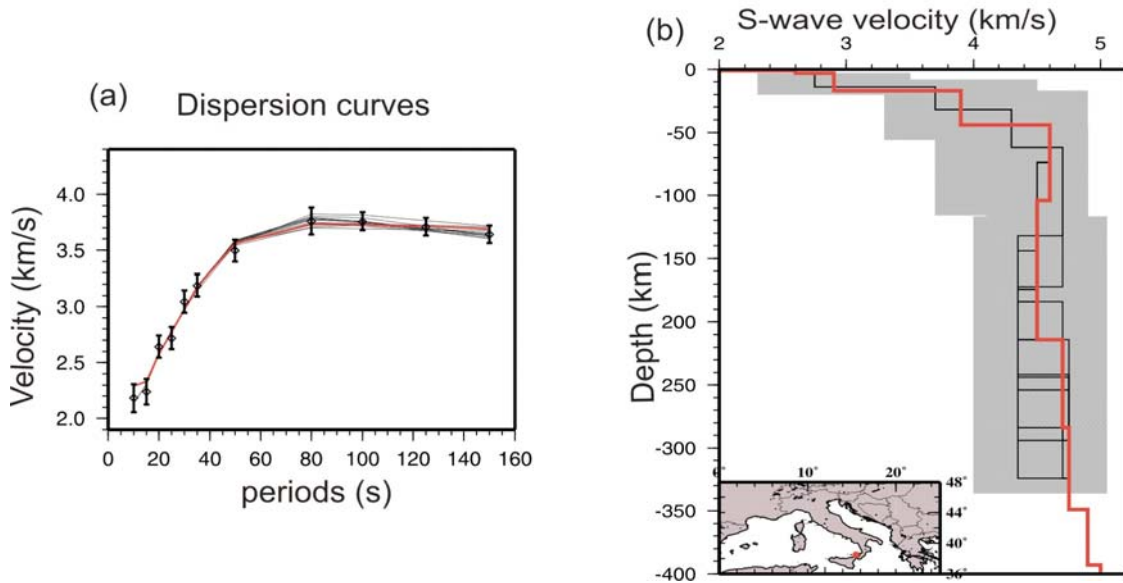 (a)
Dispersion curves
Velocity (km/s)
4.0
3.5
3.0
2.5
2.0
0 20 40 60 80 100 120 140 160
periods (s)
(b)
S-wave velocity (km/s)
2 3 4 5
Depth (km)
0
-50
-100
150
200
250
-300
-350
-400
0° 10° 20°
48°
44°
40°
36°